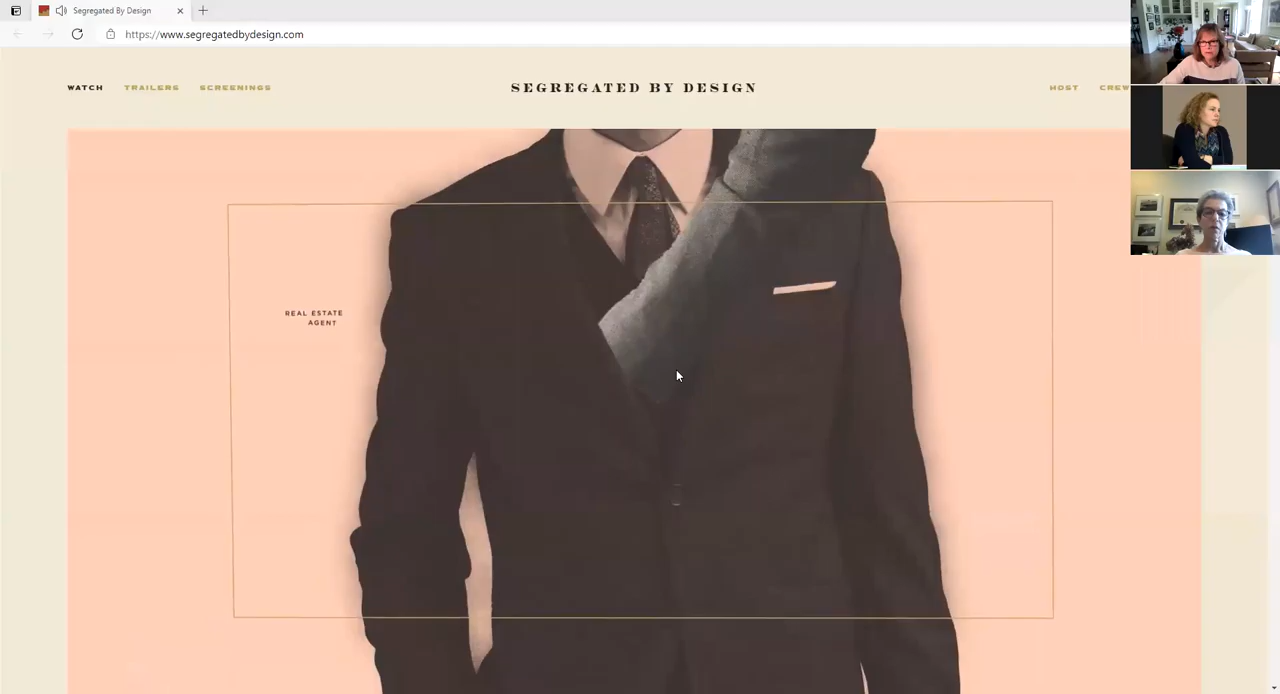 Segregated By Design
https://www.segregatedbydesign.com
WATCH TRAILERS SCREENINGS SEGREGATED BY DESIGN HOST CREW
REAL ESTATE
AGENT